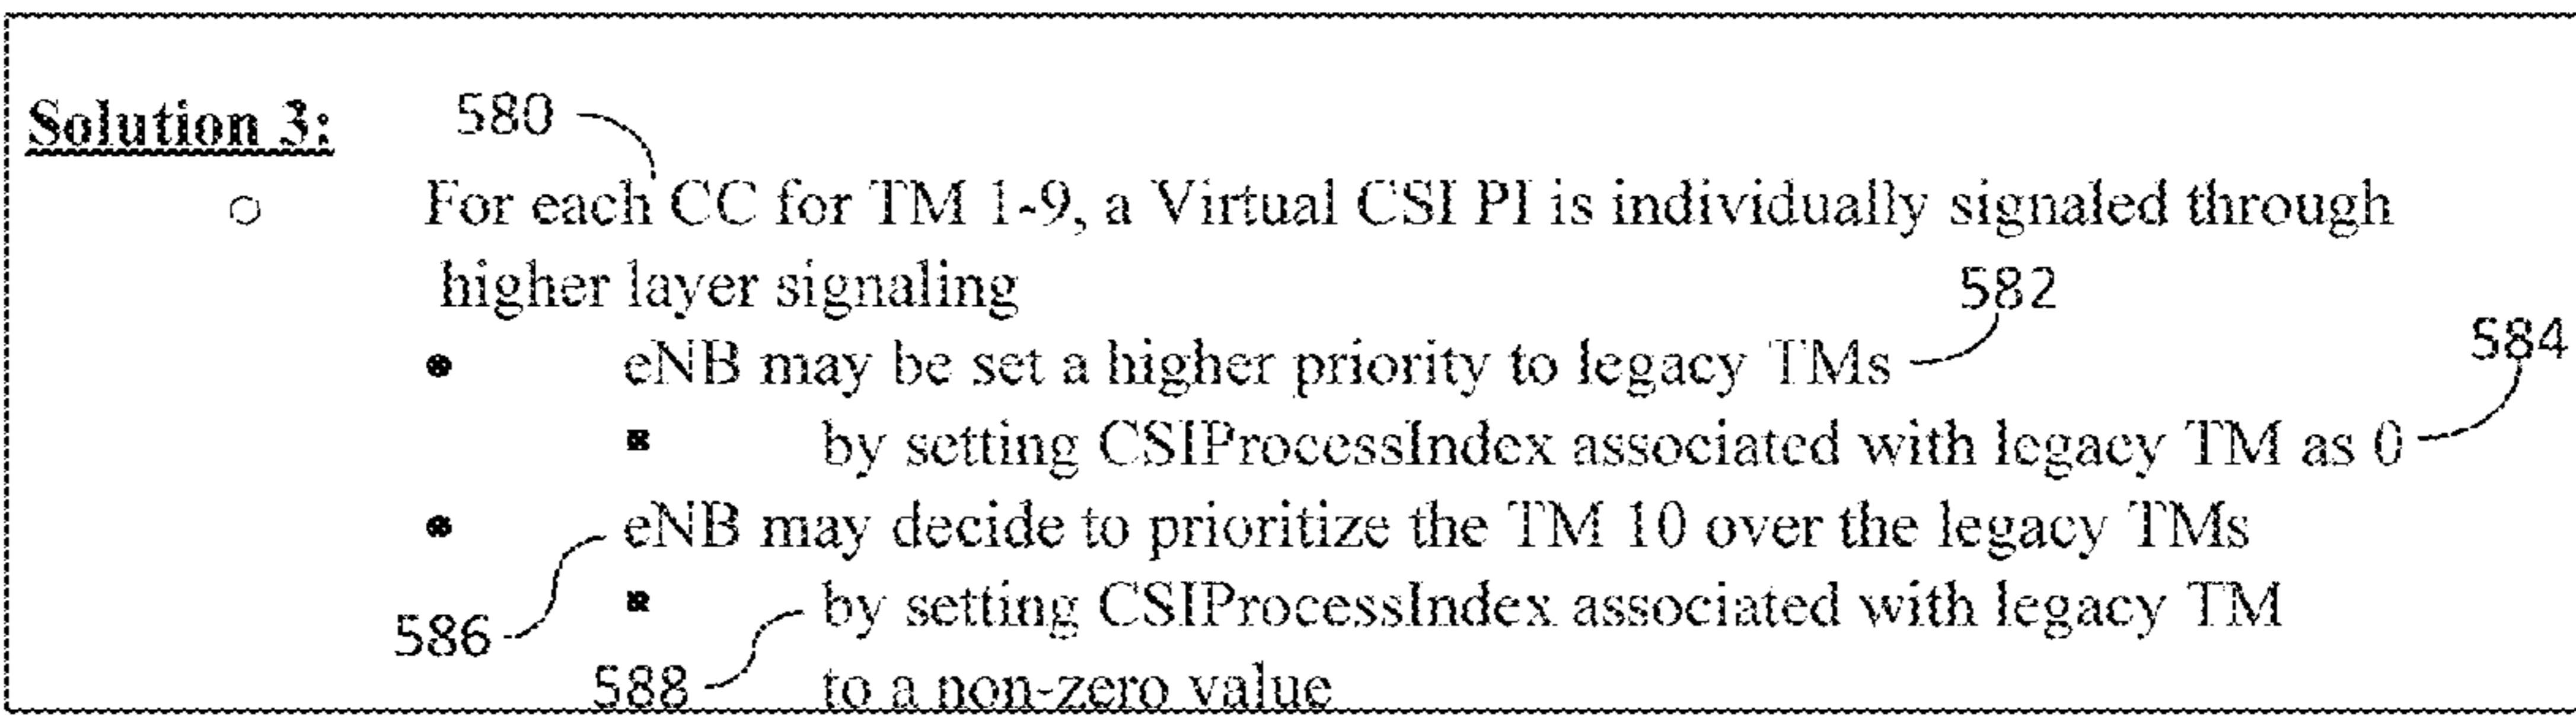 Solution 3: 580
○ For each CC for TM 1-9, a Virtual CSI PI is individually signaled through
higher layer signaling
582
• eNB may be set a higher priority to legacy TMs
584
▪ by setting CSIProcessIndex associated with legacy TM as 0
• eNB may decide to prioritize the TM 10 over the legacy TMs
▪ by setting CSIProcessIndex associated with legacy TM
586
588 to a non-zero value